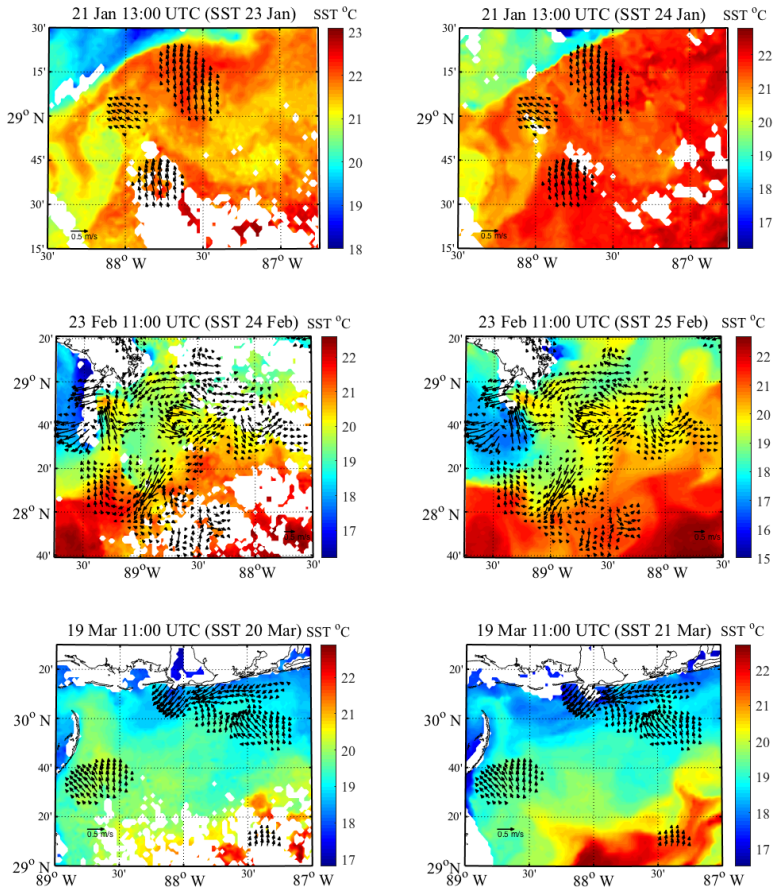 21 Jan 13:00 UTC (SST 23 Jan) SST °C
30'
15'
29° N
45'
30'
15'
30' 88° W 30' 87° W
0.5 m/s
23
22
21
20
19
18
21 Jan 13:00 UTC (SST 24 Jan) SST °C
30'
15'
29° N
45'
30'
15'
30' 88° W 30' 87° W
0.5 m/s
22
21
20
19
18
17
23 Feb 11:00 UTC (SST 24 Feb) SST °C
20'
29° N
40'
20'
28° N
40'
30' 89° W 30' 88° W 30'
0.5 m/s
22
21
20
19
18
17
23 Feb 11:00 UTC (SST 25 Feb) SST °C
20'
29° N
40'
20'
28° N
40'
30' 89° W 30' 88° W 30'
0.5 m/s
22
21
20
19
18
17
16
15
19 Mar 11:00 UTC (SST 20 Mar) SST °C
20'
30° N
40'
20'
29° N
89° W 30' 88° W 30' 87° W
0.5 m/s
22
21
20
19
18
17
19 Mar 11:00 UTC (SST 21 Mar) SST °C
20'
30° N
40'
20'
29° N
89° W 30' 88° W 30' 87° W
0.5 m/s
22
21
20
19
18
17